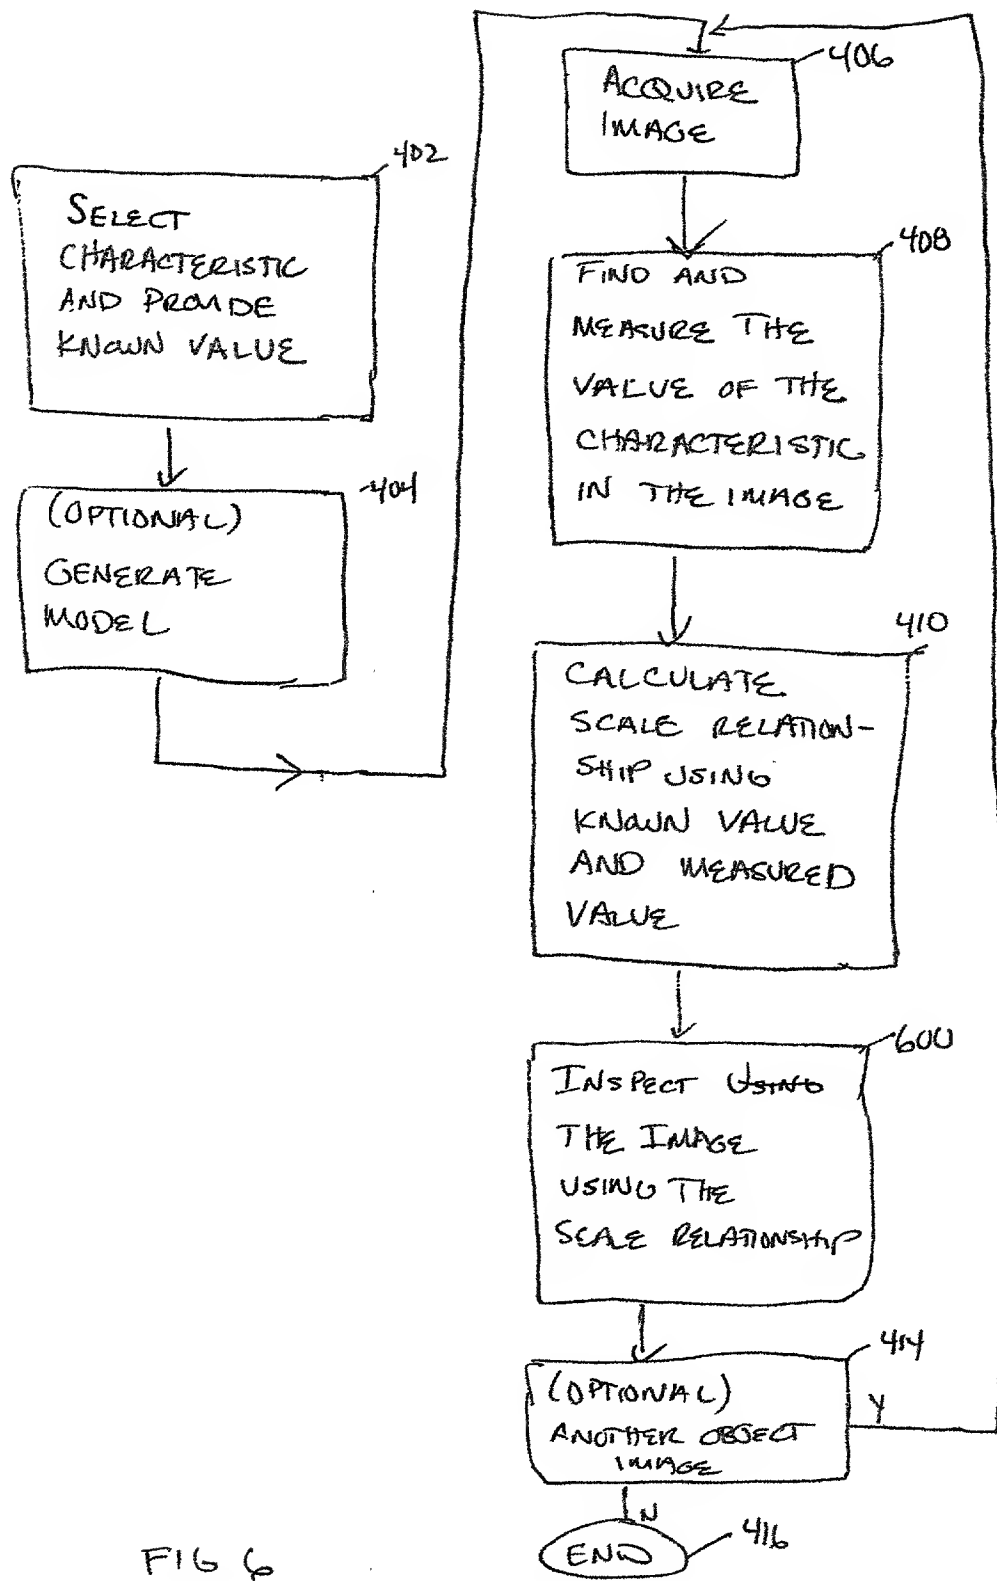 402
SELECT
CHARACTERISTIC
AND PROVIDE
KNOWN VALUE
404
(OPTIONAL)
GENERATE
MODEL
406
ACQUIRE
IMAGE
408
FIND AND
MEASURE THE
VALUE OF THE
CHARACTERISTIC
IN THE IMAGE
410
CALCULATE
SCALE RELATION-
SHIP USING
KNOWN VALUE
AND MEASURED
VALUE
600
INSPECT USING
THE IMAGE
USING THE
SCALE RELATIONSHIP
414
(OPTIONAL)
ANOTHER OBJECT
IMAGE
Y
N
END
416
FIG 6